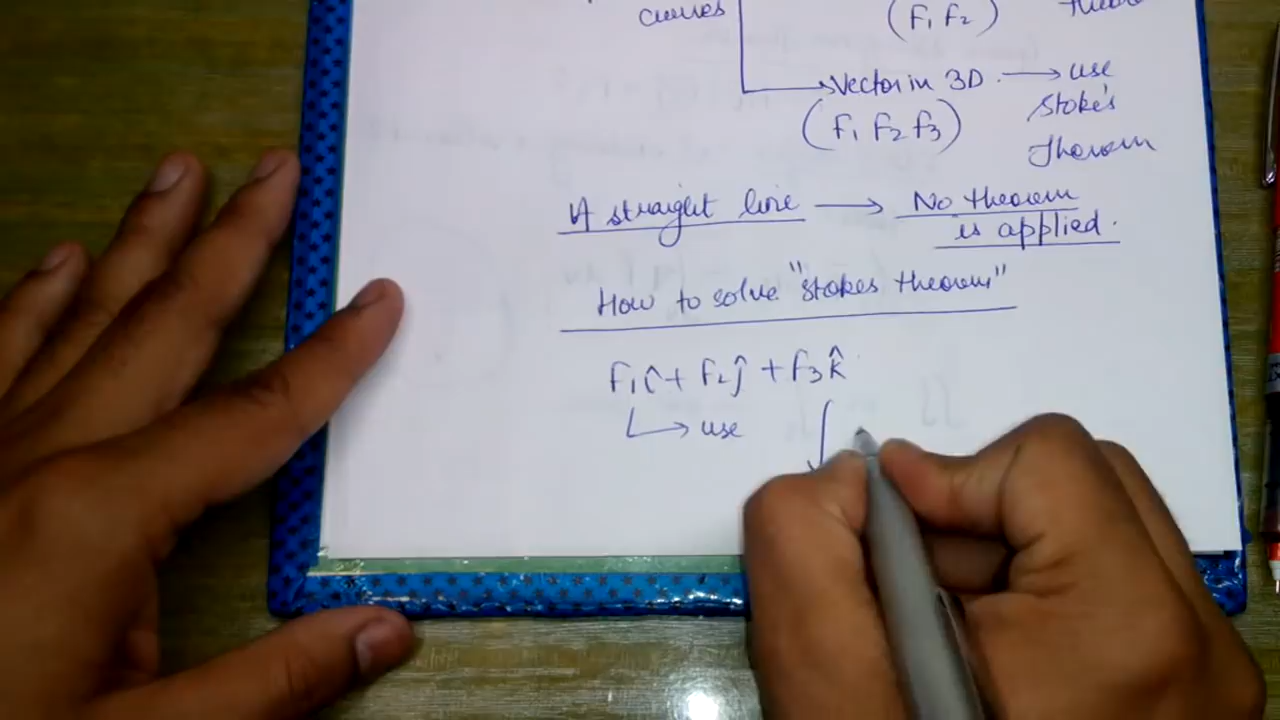 curves
(F₁ F₂)
→ Vector in 3D → use
Stoke's
(F₁ F₂ F₃)
Therom
A straight line → No theorem
is applied.
How to solve "stokes theorem"
F₁î + F₂ĵ + F₃k̂
↳ use ∫